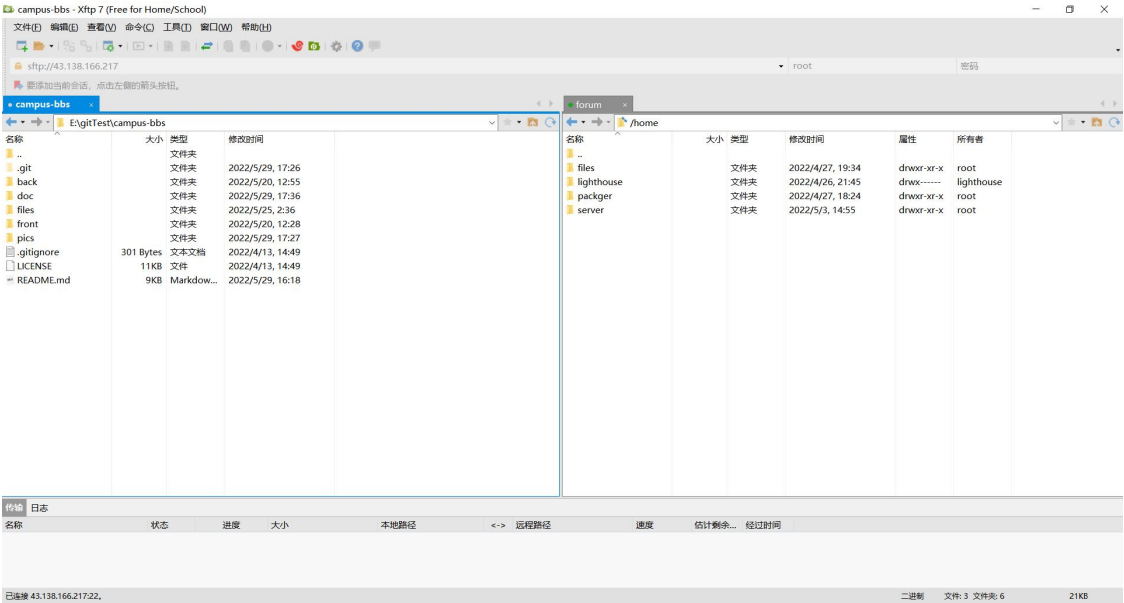 campus-bbs - Xftp 7 (Free for Home/School)
文件(F) 编辑(E) 查看(V) 命令(C) 工具(T) 窗口(W) 帮助(H)
sftp://43.138.166.217 root 密码
要添加当前会话，点击左侧的箭头按钮。
campus-bbs × forum ×
E:\gitTest\campus-bbs /home
名称 大小 类型 修改时间 名称 大小 类型 修改时间 属性 所有者
.. 文件夹 .. 
.git 文件夹 2022/5/29, 17:26 files 文件夹 2022/4/27, 19:34 drwxr-xr-x root
back 文件夹 2022/5/20, 12:55 lighthouse 文件夹 2022/4/26, 21:45 drwx------ lighthouse
doc 文件夹 2022/5/29, 17:36 packger 文件夹 2022/4/27, 18:24 drwxr-xr-x root
files 文件夹 2022/5/25, 2:36 server 文件夹 2022/5/3, 14:55 drwxr-xr-x root
front 文件夹 2022/5/20, 12:28
pics 文件夹 2022/5/29, 17:27
.gitignore 301 Bytes 文本文档 2022/4/13, 14:49
LICENSE 11KB 文件 2022/4/13, 14:49
README.md 9KB Markdow... 2022/5/29, 16:18
传输 日志
名称 状态 进度 大小 本地路径 <-> 远程路径 速度 估计剩余... 经过时间
已连接 43.138.166.217:22。 二进制 文件: 3 文件夹: 6 21KB